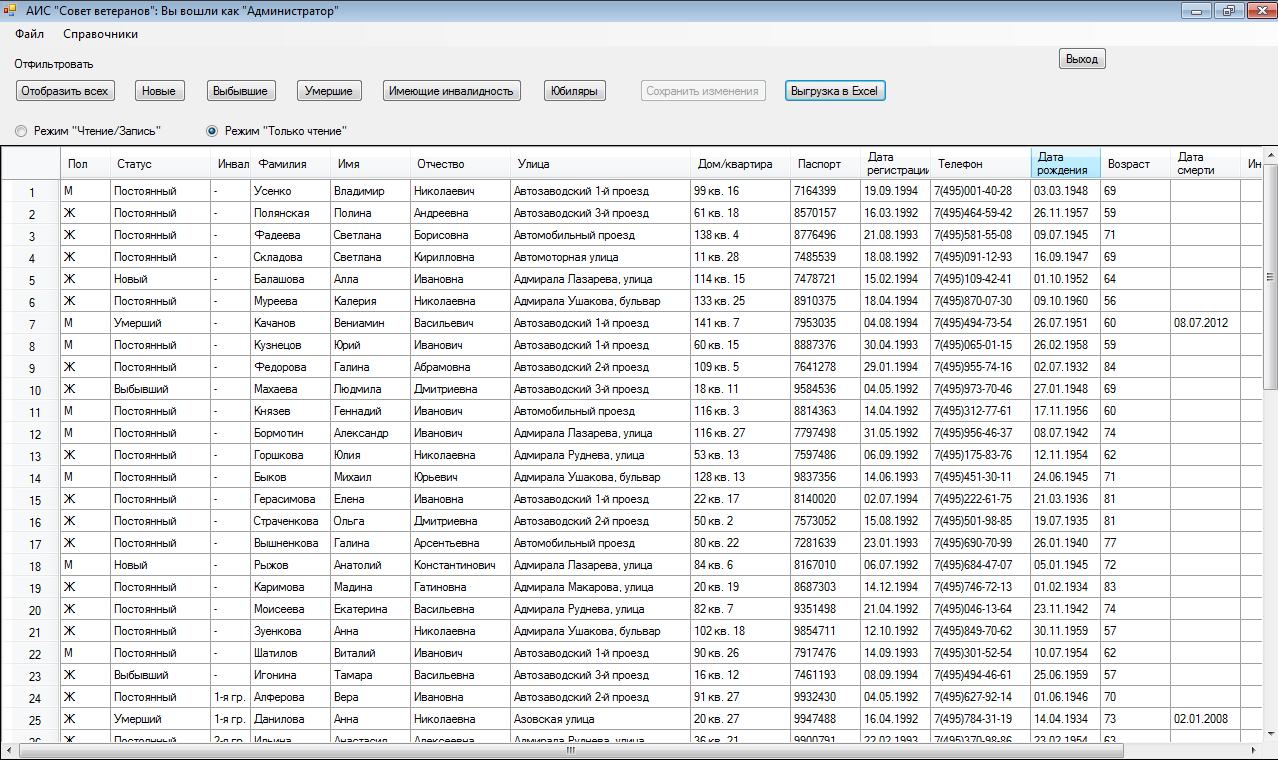 АИС "Совет ветеранов": Вы вошли как "Администратор"
Файл Справочники
Выход
Отфильтровать
Отобразить всех Новые Выбывшие Умершие Имеющие инвалидность Юбиляры Сохранить изменения Выгрузка в Excel
Режим "Чтение/Запись" Режим "Только чтение"
Пол Статус Инвал Фамилия Имя Отчество Улица Дом/квартира Паспорт Дата регистрации Телефон Дата рождения Возраст Дата смерти Ин
1 М Постоянный - Усенко Владимир Николаевич Автозаводский 1-й проезд 99 кв. 16 7164399 19.09.1994 7(495)001-40-28 03.03.1948 69
2 Ж Постоянный - Полянская Полина Андреевна Автозаводский 3-й проезд 61 кв. 18 8570157 16.03.1992 7(495)464-59-42 26.11.1957 59
3 Ж Постоянный - Фадеева Светлана Борисовна Автомобильный проезд 138 кв. 4 8776496 21.08.1993 7(495)581-55-08 09.07.1945 71
4 Ж Постоянный - Складова Светлана Кирилловна Автомоторная улица 11 кв. 28 7485539 18.08.1992 7(495)091-12-93 16.09.1947 69
5 Ж Новый - Балашова Алла Ивановна Адмирала Лазарева, улица 114 кв. 15 7478721 15.02.1994 7(495)109-42-41 01.10.1952 64
6 Ж Постоянный - Муреева Калерия Николаевна Адмирала Ушакова, бульвар 133 кв. 25 8910375 18.04.1994 7(495)870-07-30 09.10.1960 56
7 М Умерший - Качанов Вениамин Васильевич Автозаводский 1-й проезд 141 кв. 7 7953035 04.08.1994 7(495)494-73-54 26.07.1951 60 08.07.2012
8 М Постоянный - Кузнецов Юрий Иванович Автозаводский 1-й проезд 60 кв. 15 8887376 30.04.1993 7(495)065-01-15 26.02.1958 59
9 Ж Постоянный - Федорова Галина Абрамовна Автозаводский 2-й проезд 109 кв. 5 7641278 29.01.1994 7(495)955-74-16 02.07.1932 84
10 Ж Выбывший - Махаева Людмила Дмитриевна Автозаводский 3-й проезд 18 кв. 11 9584536 04.05.1992 7(495)973-70-46 27.01.1948 69
11 М Постоянный - Князев Геннадий Иванович Автомобильный проезд 116 кв. 3 8814363 14.04.1992 7(495)312-77-61 17.11.1956 60
12 М Постоянный - Бормотин Александр Иванович Адмирала Лазарева, улица 116 кв. 27 7797498 31.05.1992 7(495)956-46-37 08.07.1942 74
13 Ж Постоянный - Горшкова Юлия Николаевна Адмирала Руднева, улица 53 кв. 13 7597486 06.09.1992 7(495)175-83-76 12.11.1954 62
14 М Постоянный - Быков Михаил Юрьевич Адмирала Ушакова, бульвар 128 кв. 13 9837356 14.06.1993 7(495)451-30-11 24.06.1945 71
15 Ж Постоянный - Герасимова Елена Ивановна Автозаводский 1-й проезд 22 кв. 17 8140020 02.07.1994 7(495)222-61-75 21.03.1936 81
16 Ж Постоянный - Страченкова Ольга Дмитриевна Автозаводский 2-й проезд 50 кв. 2 7573052 15.08.1992 7(495)501-98-85 19.07.1935 81
17 Ж Постоянный - Вышненкова Галина Арсентьевна Автомобильный проезд 80 кв. 22 7281639 23.01.1993 7(495)690-70-99 26.01.1940 77
18 М Новый - Рыжов Анатолий Константинович Адмирала Лазарева, улица 84 кв. 6 8167010 06.07.1992 7(495)684-47-07 05.01.1945 72
19 Ж Постоянный - Каримова Мадина Гатиновна Адмирала Макарова, улица 20 кв. 19 8687303 14.12.1994 7(495)746-72-13 01.02.1934 83
20 Ж Постоянный - Моисеева Екатерина Васильевна Адмирала Руднева, улица 82 кв. 7 9351498 21.04.1992 7(495)046-13-64 23.11.1942 74
21 Ж Постоянный - Зуенкова Анна Николаевна Адмирала Ушакова, бульвар 102 кв. 18 9854711 12.10.1992 7(495)849-70-62 30.11.1959 57
22 М Постоянный - Шатилов Виталий Иванович Автозаводский 1-й проезд 90 кв. 26 7917476 14.09.1993 7(495)301-52-54 10.07.1954 62
23 Ж Выбывший - Игонина Тамара Васильевна Автозаводский 3-й проезд 16 кв. 12 7461193 08.09.1994 7(495)494-46-61 25.06.1959 57
24 Ж Постоянный 1-я гр. Алферова Вера Ивановна Автозаводский 2-й проезд 91 кв. 27 9932430 04.05.1992 7(495)627-92-14 01.06.1946 70
25 Ж Умерший 1-я гр. Данилова Анна Николаевна Азовская улица 20 кв. 27 9947488 16.04.1992 7(495)784-31-19 14.04.1934 73 02.01.2008
26 Ж Постоянный 2-я гр. Ильина Анастасия Алексеевна Адмирала Руднева, улица 36 кв. 21 9900791 22.02.1993 7(495)370-98-86 23.02.1954 63